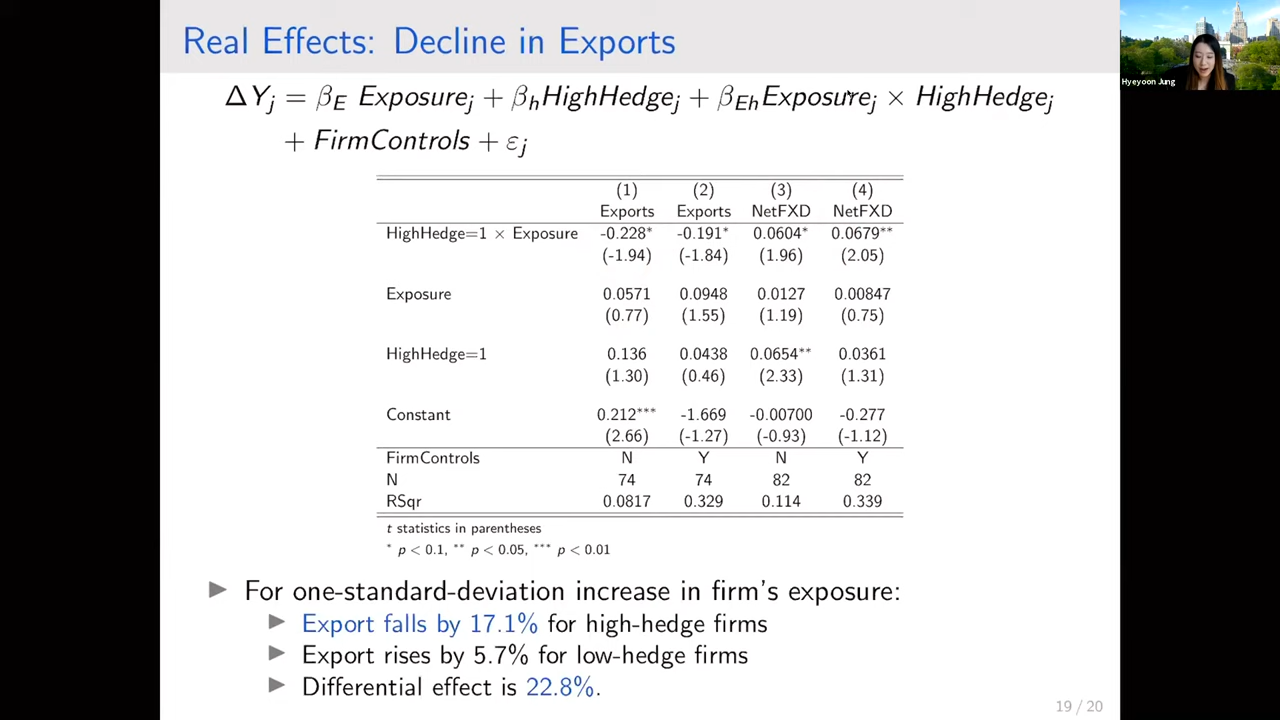 Real Effects: Decline in Exports
Hyeyoon Jung
ΔYⱼ = β_E Exposureⱼ + β_h HighHedgeⱼ + β_Eh Exposureⱼ × HighHedgeⱼ
+ FirmControls + εⱼ
(1) (2) (3) (4)
Exports Exports NetFXD NetFXD
HighHedge=1 × Exposure -0.228* -0.191* 0.0604* 0.0679**
(-1.94) (-1.84) (1.96) (2.05)
Exposure 0.0571 0.0948 0.0127 0.00847
(0.77) (1.55) (1.19) (0.75)
HighHedge=1 0.136 0.0438 0.0654** 0.0361
(1.30) (0.46) (2.33) (1.31)
Constant 0.212*** -1.669 -0.00700 -0.277
(2.66) (-1.27) (-0.93) (-1.12)
FirmControls N Y N Y
N 74 74 82 82
RSqr 0.0817 0.329 0.114 0.339
t statistics in parentheses
* p < 0.1, ** p < 0.05, *** p < 0.01
For one-standard-deviation increase in firm's exposure:
Export falls by 17.1% for high-hedge firms
Export rises by 5.7% for low-hedge firms
Differential effect is 22.8%.
19 / 20